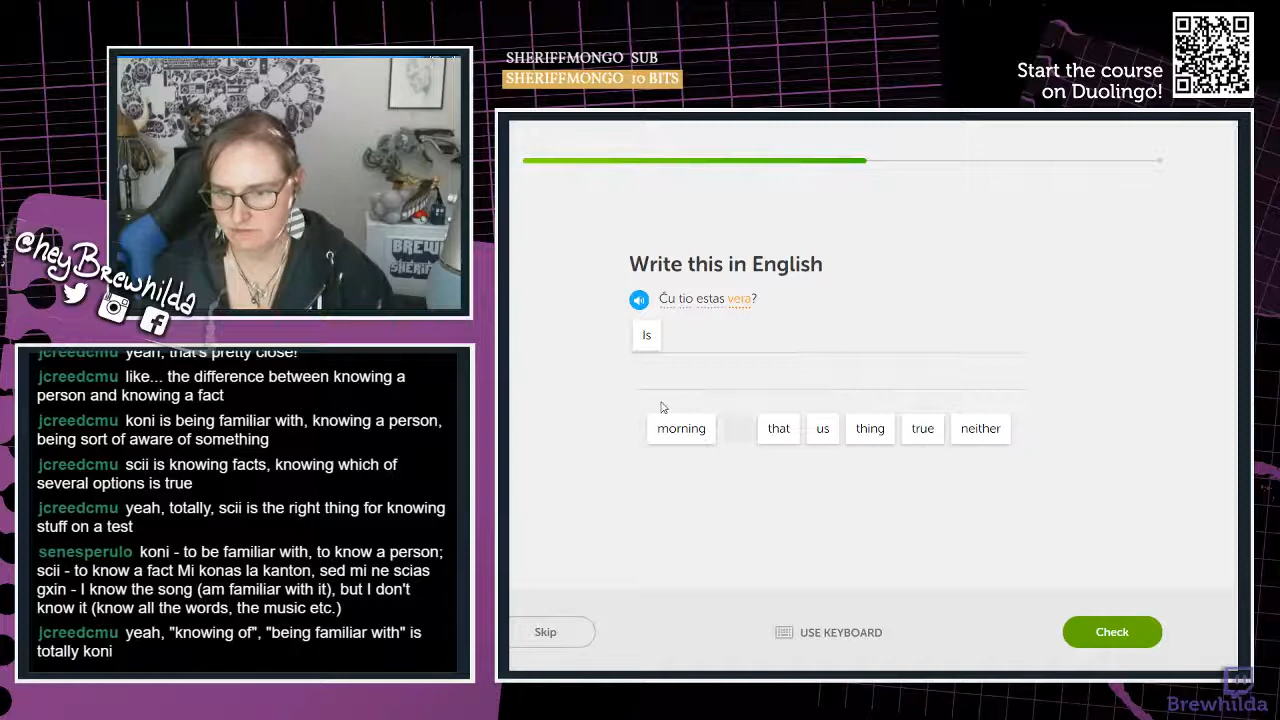 SHERIFFMONGO SUB
SHERIFFMONGO 10 BITS
Start the course
on Duolingo!
@heyBrewhilda
BREW
SHERIF
jcreedcmu yeah, that's pretty close!
jcreedcmu like... the difference between knowing a
person and knowing a fact
jcreedcmu koni is being familiar with, knowing a person,
being sort of aware of something
jcreedcmu scii is knowing facts, knowing which of
several options is true
jcreedcmu yeah, totally, scii is the right thing for knowing
stuff on a test
senesperulo koni - to be familiar with, to know a person;
scii - to know a fact Mi konas la kanton, sed mi ne scias
gxin - I know the song (am familiar with it), but I don't
know it (know all the words, the music etc.)
jcreedcmu yeah, "knowing of", "being familiar with" is
totally koni
Write this in English
Ĉu tio estas vera?
Is
morning that us thing true neither
Skip
USE KEYBOARD
Check
Brewhilda